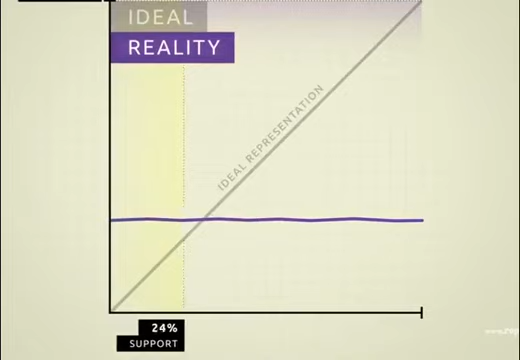 IDEAL
REALITY
IDEAL REPRESENTATION
24%
SUPPORT